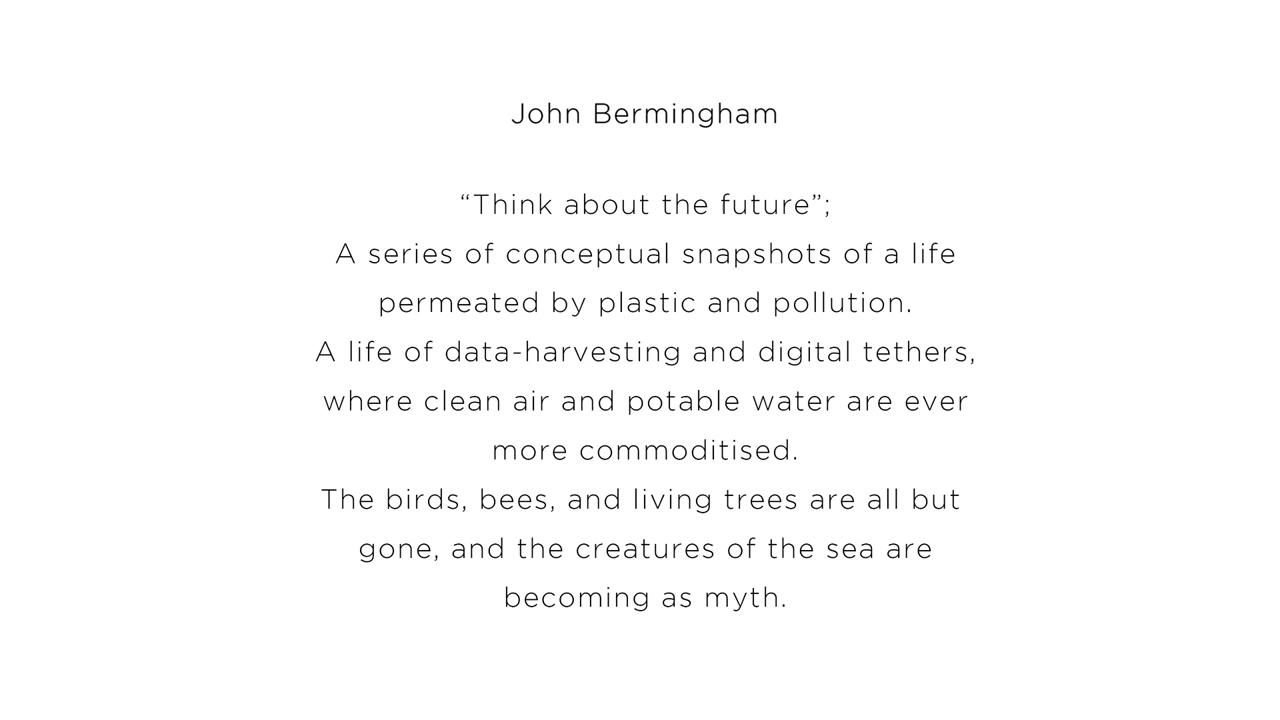 John Bermingham
“Think about the future”;
A series of conceptual snapshots of a life
permeated by plastic and pollution.
A life of data-harvesting and digital tethers,
where clean air and potable water are ever
more commoditised.
The birds, bees, and living trees are all but
gone, and the creatures of the sea are
becoming as myth.